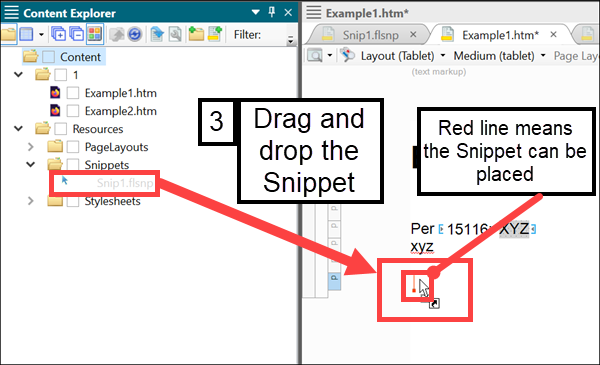 Content Explorer
Filter:
Content
1
Example1.htm
Example2.htm
Resources
PageLayouts
Snippets
Snip1.flsnp
Stylesheets
3
Drag and
drop the
Snippet
Example1.htm*
Snip1.flsnp
Example1.htm*
Layout (Tablet)
Medium (tablet)
Page Layo
(text markup)
Red line means
the Snippet can be
placed
Per 15116, XYZ
xyz
P
P
P
P